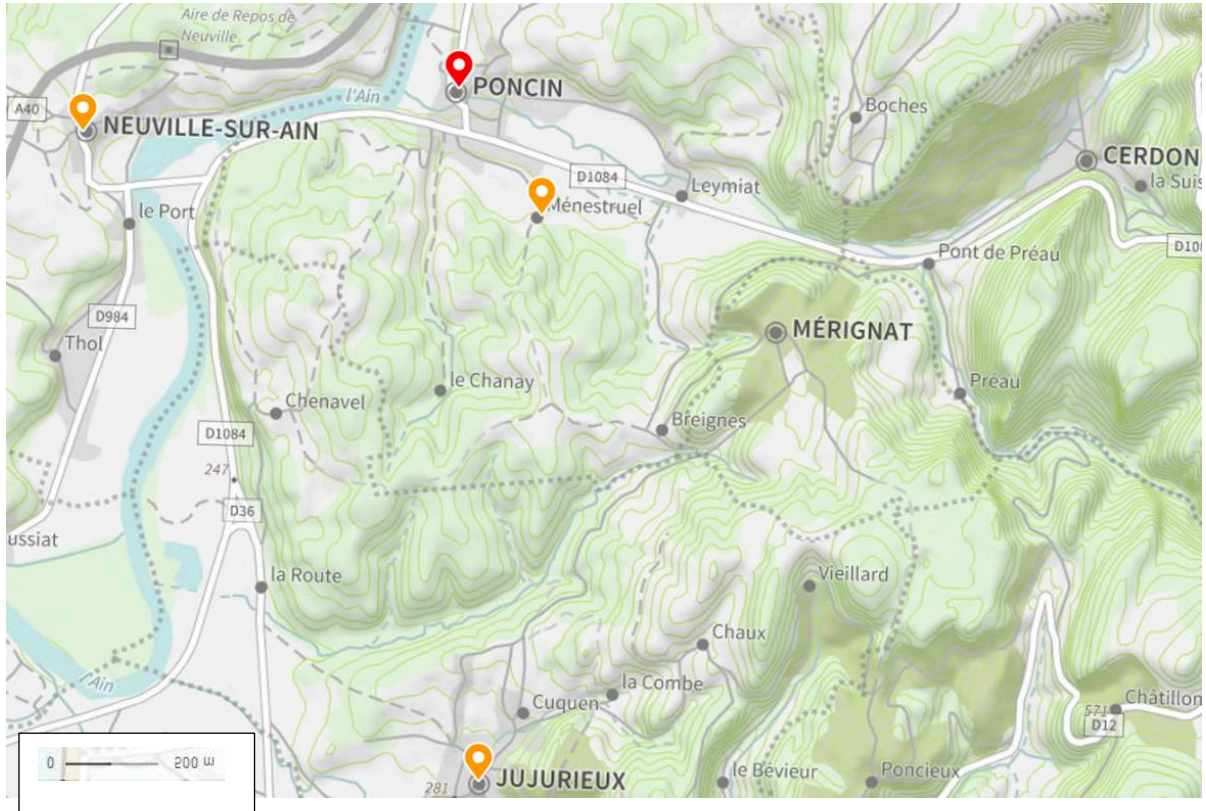 Aire de Repos de
Neuville
A40
l'Ain
PONCIN
NEUVILLE-SUR-AIN
Boches
CERDON
la Suis
D1084
Leymiat
Ménestruel
le Port
D10
Pont de Préau
D984
MÉRIGNAT
Thol
le Chanay
Préau
Chenavel
Breignes
D1084
247
D36
ussiat
la Route
Vieillard
Chaux
l'Ain
la Combe
Châtillon
Cuquen
571
D12
0 200 m
JUJURIEUX
281
le Bévieur
Poncieux